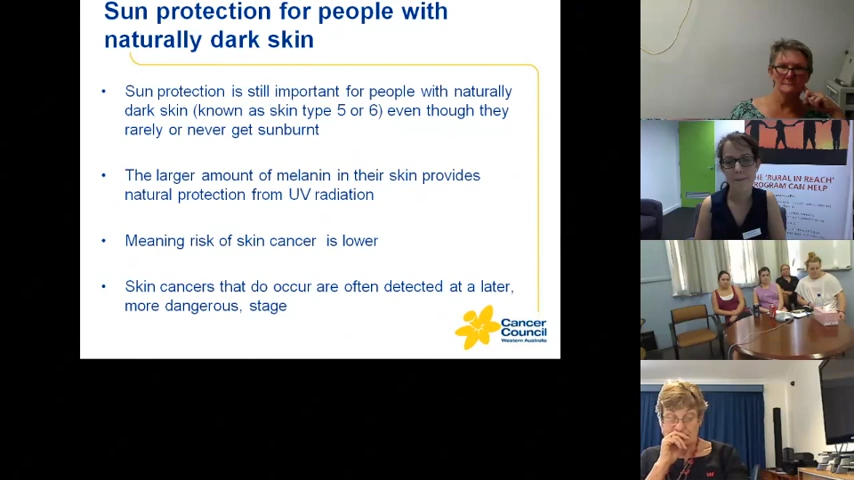 Sun protection for people with
naturally dark skin
• Sun protection is still important for people with naturally
dark skin (known as skin type 5 or 6) even though they
rarely or never get sunburnt
• The larger amount of melanin in their skin provides
natural protection from UV radiation
• Meaning risk of skin cancer is lower
• Skin cancers that do occur are often detected at a later,
more dangerous, stage
Cancer
Council
Western Australia
HE 'RURAL IN REACH'
ROGRAM CAN HELP